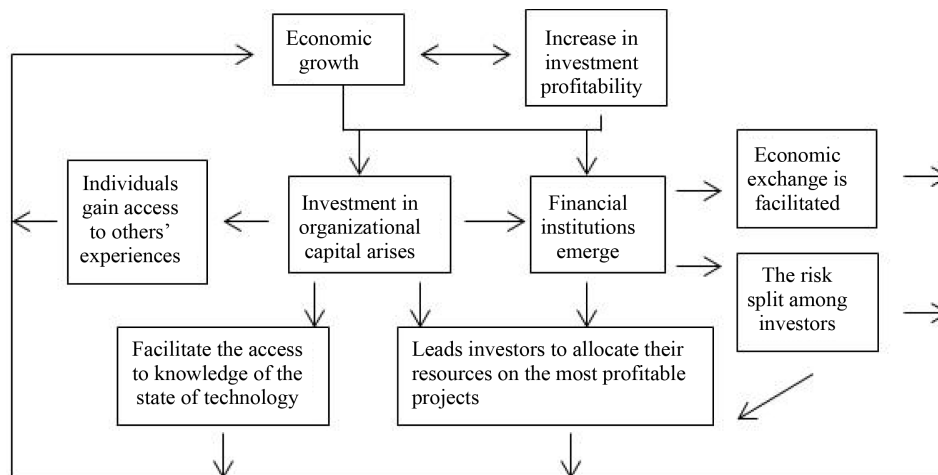 Economic
growth
Increase in
investment
profitability
Individuals
gain access
to others’
experiences
Investment in
organizational
capital arises
Financial
institutions
emerge
Economic
exchange is
facilitated
The risk
split among
investors
Facilitate the access
to knowledge of the
state of technology
Leads investors to allocate their
resources on the most profitable
projects